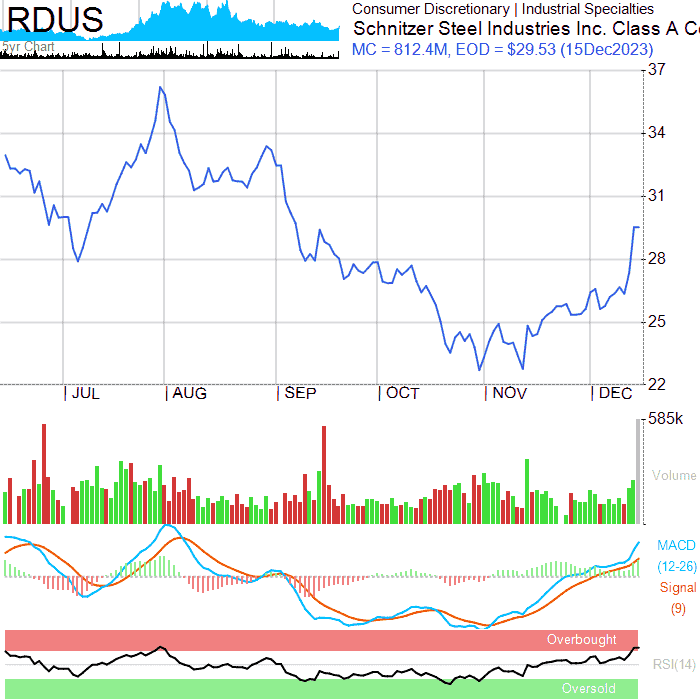 RDUS
5yr Chart
Consumer Discretionary | Industrial Specialties
Schnitzer Steel Industries Inc. Class A Co
MC = 812.4M, EOD = $29.53 (15Dec2023)
37
34
31
28
25
22
JUL
AUG
SEP
OCT
NOV
DEC
585k
Volume
MACD
(12-26)
Signal
(9)
Overbought
RSI(14)
Oversold